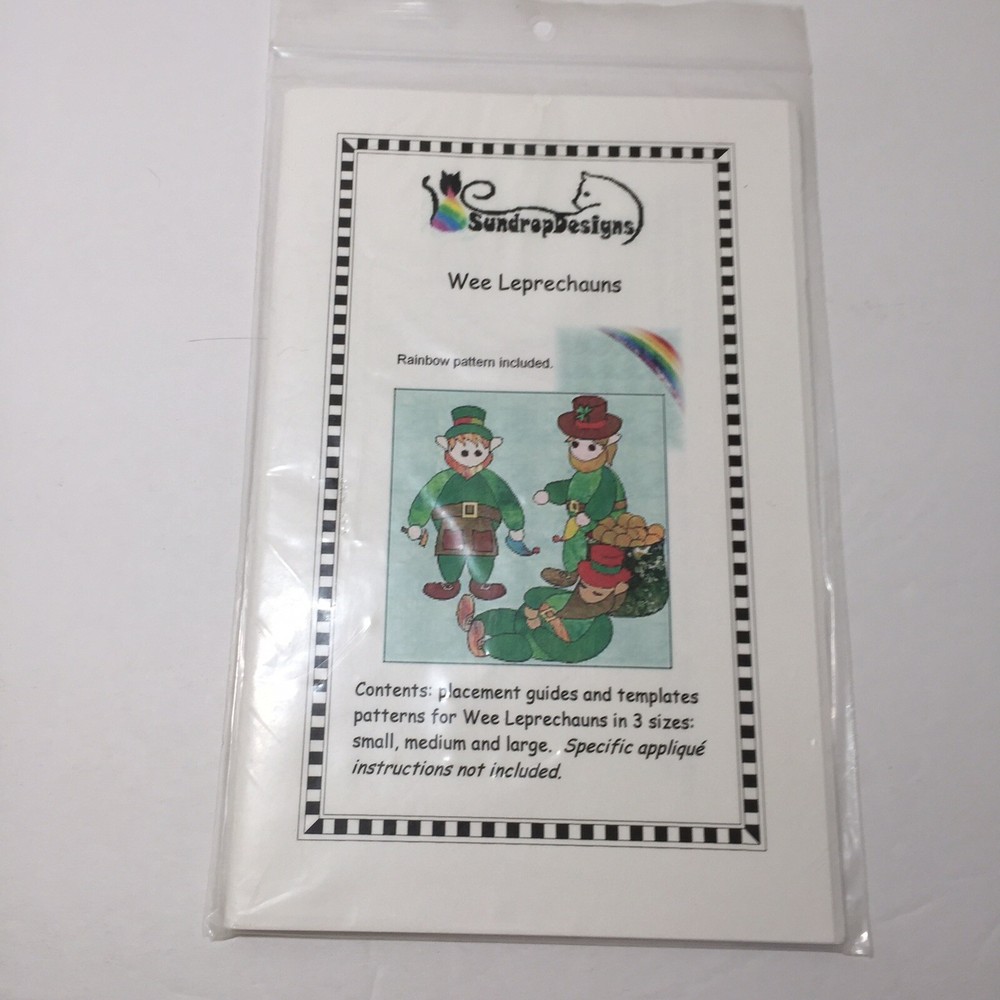 SundropDesigns
Wee Leprechauns
Rainbow pattern included.
Contents: placement guides and templates
patterns for Wee Leprechauns in 3 sizes:
small, medium and large. Specific appliqué
instructions not included.